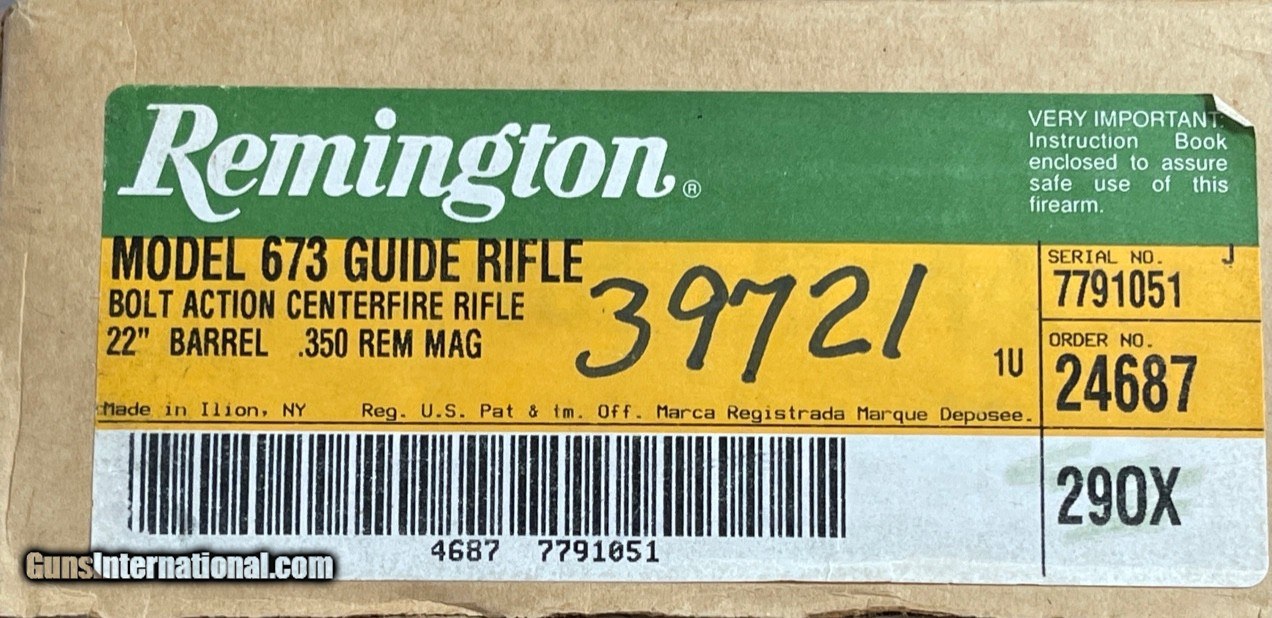 Remington®
VERY IMPORTANT:
Instruction Book
enclosed to assure
safe use of this
firearm.
MODEL 673 GUIDE RIFLE
BOLT ACTION CENTERFIRE RIFLE
22" BARREL .350 REM MAG
39721
1U
SERIAL NO. J
7791051
ORDER NO.
24687
Made in Ilion, NY Reg. U.S. Pat & tm. Off. Marca Registrada Marque Deposee.
290X
4687 7791051
GunsInternational.com